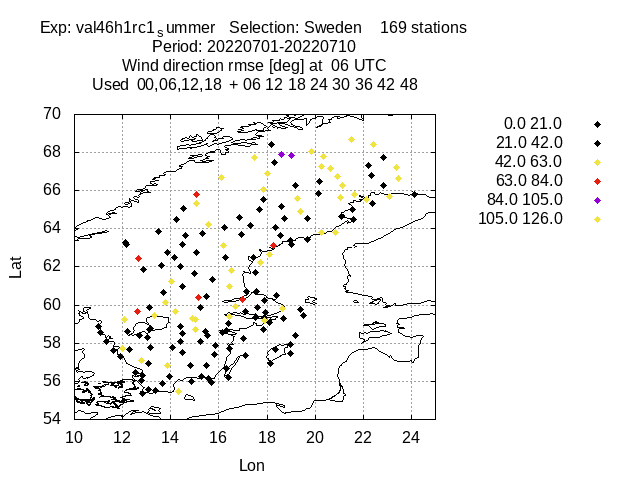 Exp: val46h1rc1summer Selection: Sweden 169 stations
Period: 20220701-20220710
Wind direction rmse [deg] at 06 UTC
Used 00,06,12,18 + 06 12 18 24 30 36 42 48
70
68
66
64
62
60
58
56
54
Lat
10 12 14 16 18 20 22 24
Lon
0.0 21.0
21.0 42.0
42.0 63.0
63.0 84.0
84.0 105.0
105.0 126.0